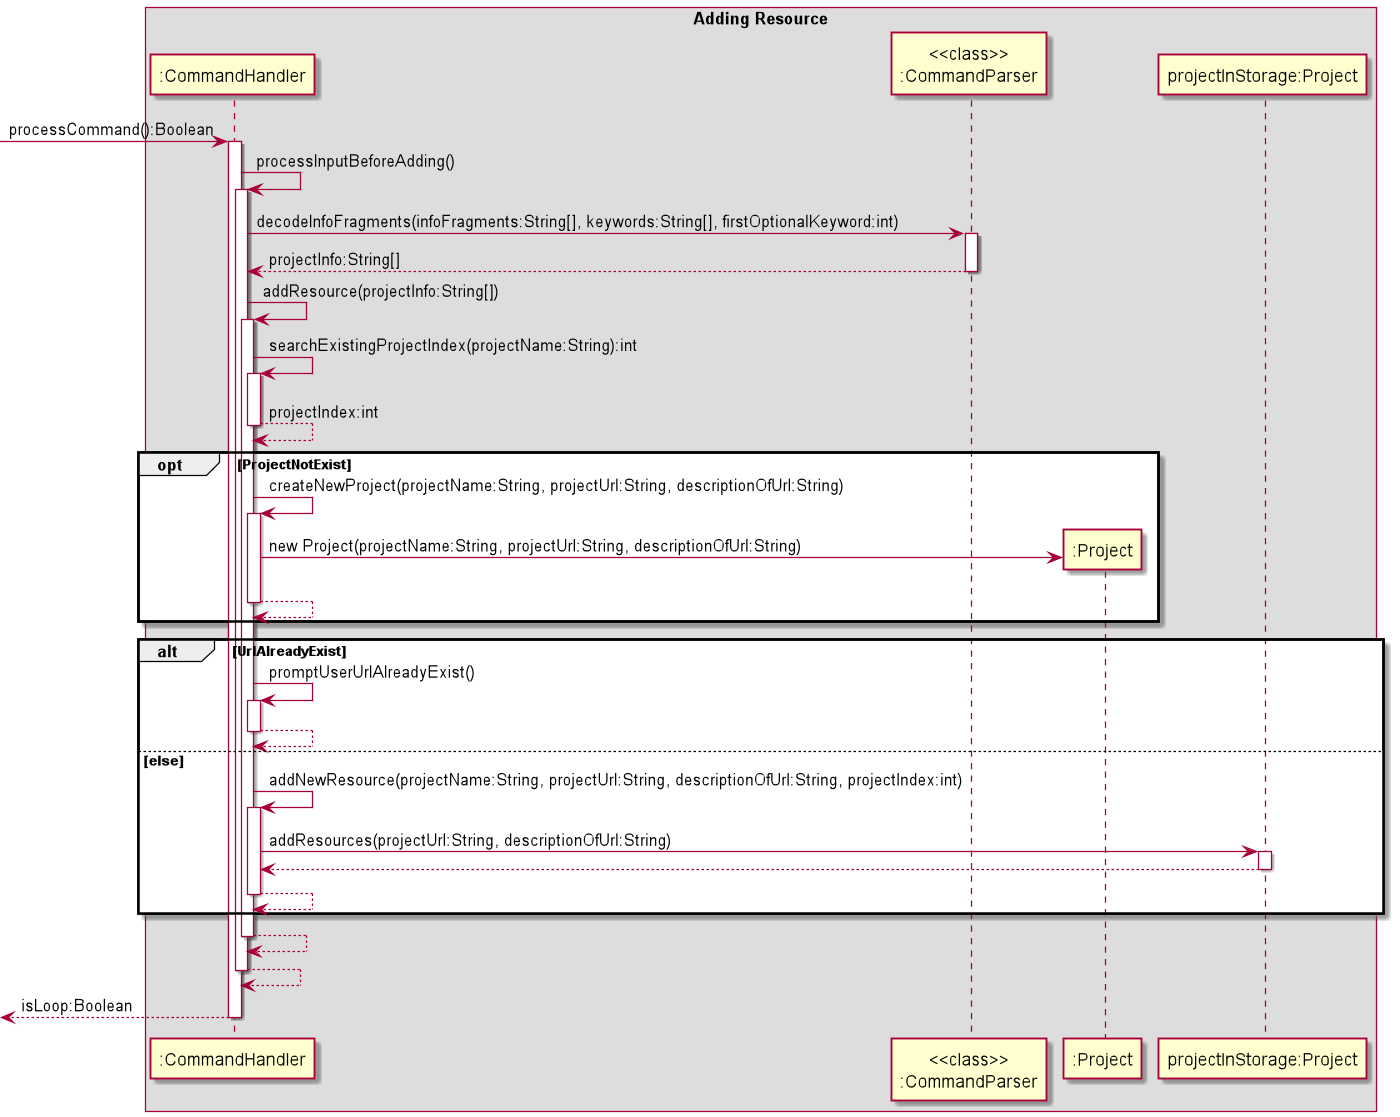 Adding Resource
<<class>>
:CommandHandler
:CommandParser
projectInStorage:Project
processCommand():Boolean
processInputBeforeAdding()
decodeInfoFragments(infoFragments:String[], keywords:String[], firstOptionalKeyword:int)
projectInfo:String[]
addResource(projectInfo:String[])
searchExistingProjectIndex(projectName:String):int
projectIndex:int
opt [ProjectNotExist]
createNewProject(projectName:String, projectUrl:String, descriptionOfUrl:String)
new Project(projectName:String, projectUrl:String, descriptionOfUrl:String)
:Project
alt [UrlAlreadyExist]
promptUserUrlAlreadyExist()
[else]
addNewResource(projectName:String, projectUrl:String, descriptionOfUrl:String, projectIndex:int)
addResources(projectUrl:String, descriptionOfUrl:String)
isLoop:Boolean
:CommandHandler
<<class>>
:CommandParser
:Project
projectInStorage:Project